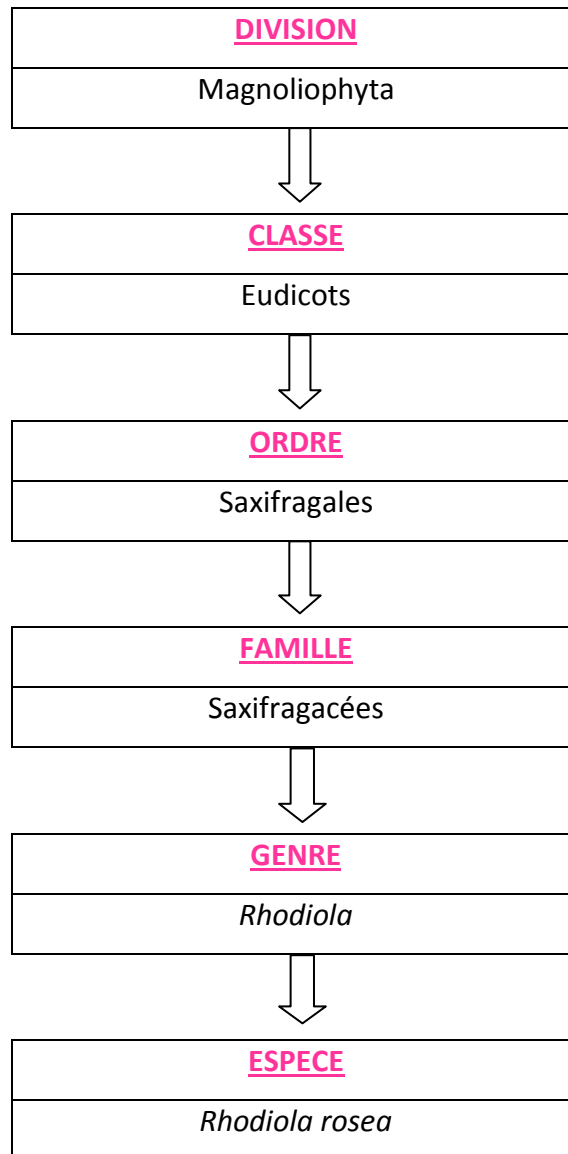 DIVISION
Magnoliophyta
CLASSE
Eudicots
ORDRE
Saxifragales
FAMILLE
Saxifragacées
GENRE
Rhodiola
ESPECE
Rhodiola rosea